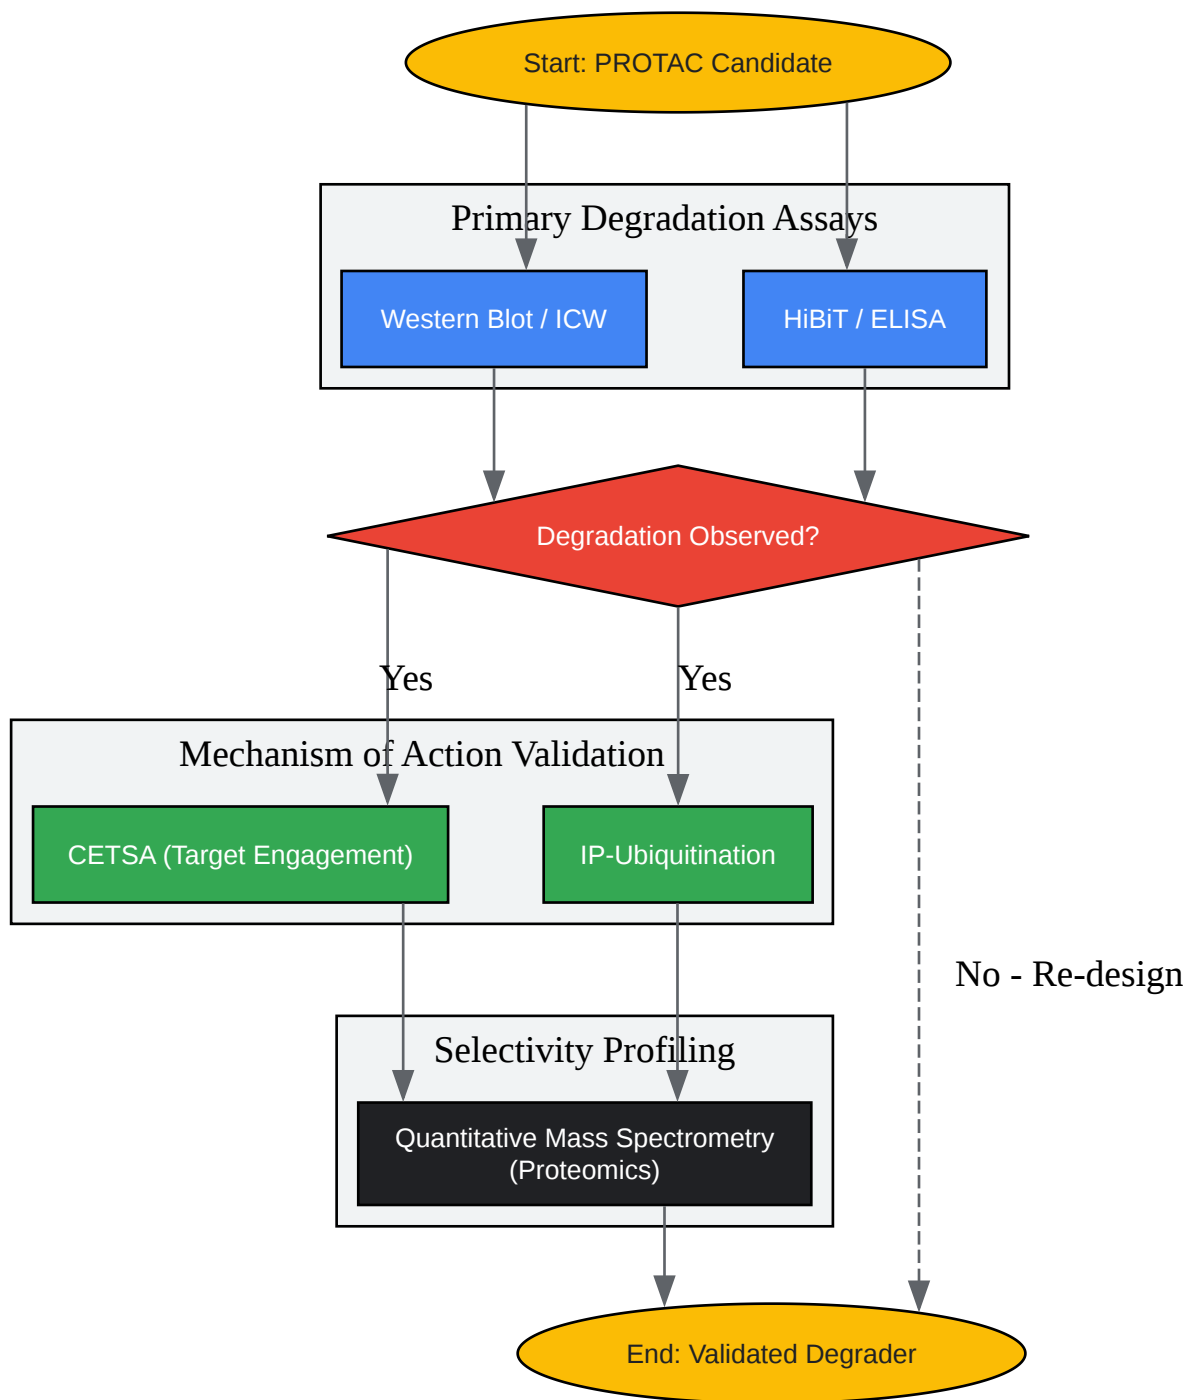 Start: PROTAC Candidate
Primary Degradation Assays
Western Blot / ICW
HiBiT / ELISA
Degradation Observed?
Yes
Yes
Mechanism of Action Validation
CETSA (Target Engagement)
IP-Ubiquitination
No - Re-design
Selectivity Profiling
Quantitative Mass Spectrometry
(Proteomics)
End: Validated Degrader